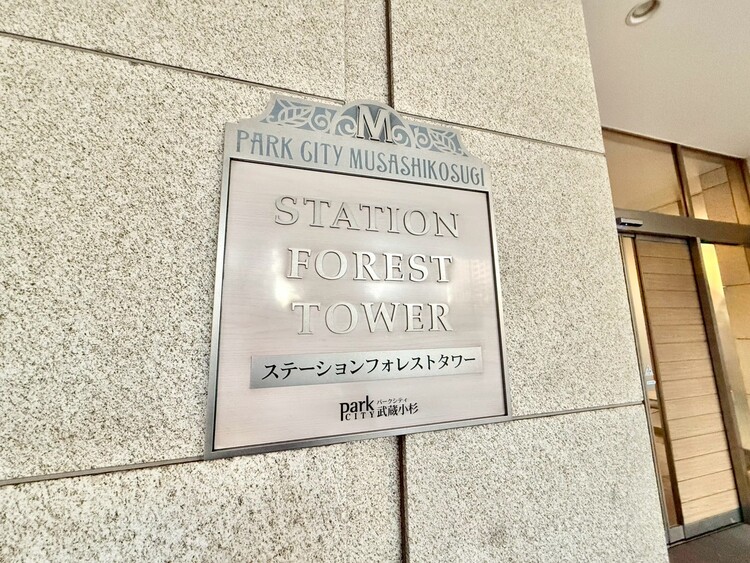 M
PARK CITY MUSASHIKOSUGI
STATION
FOREST
TOWER
ステーションフォレストタワー
park CITY パークシティ 武蔵小杉